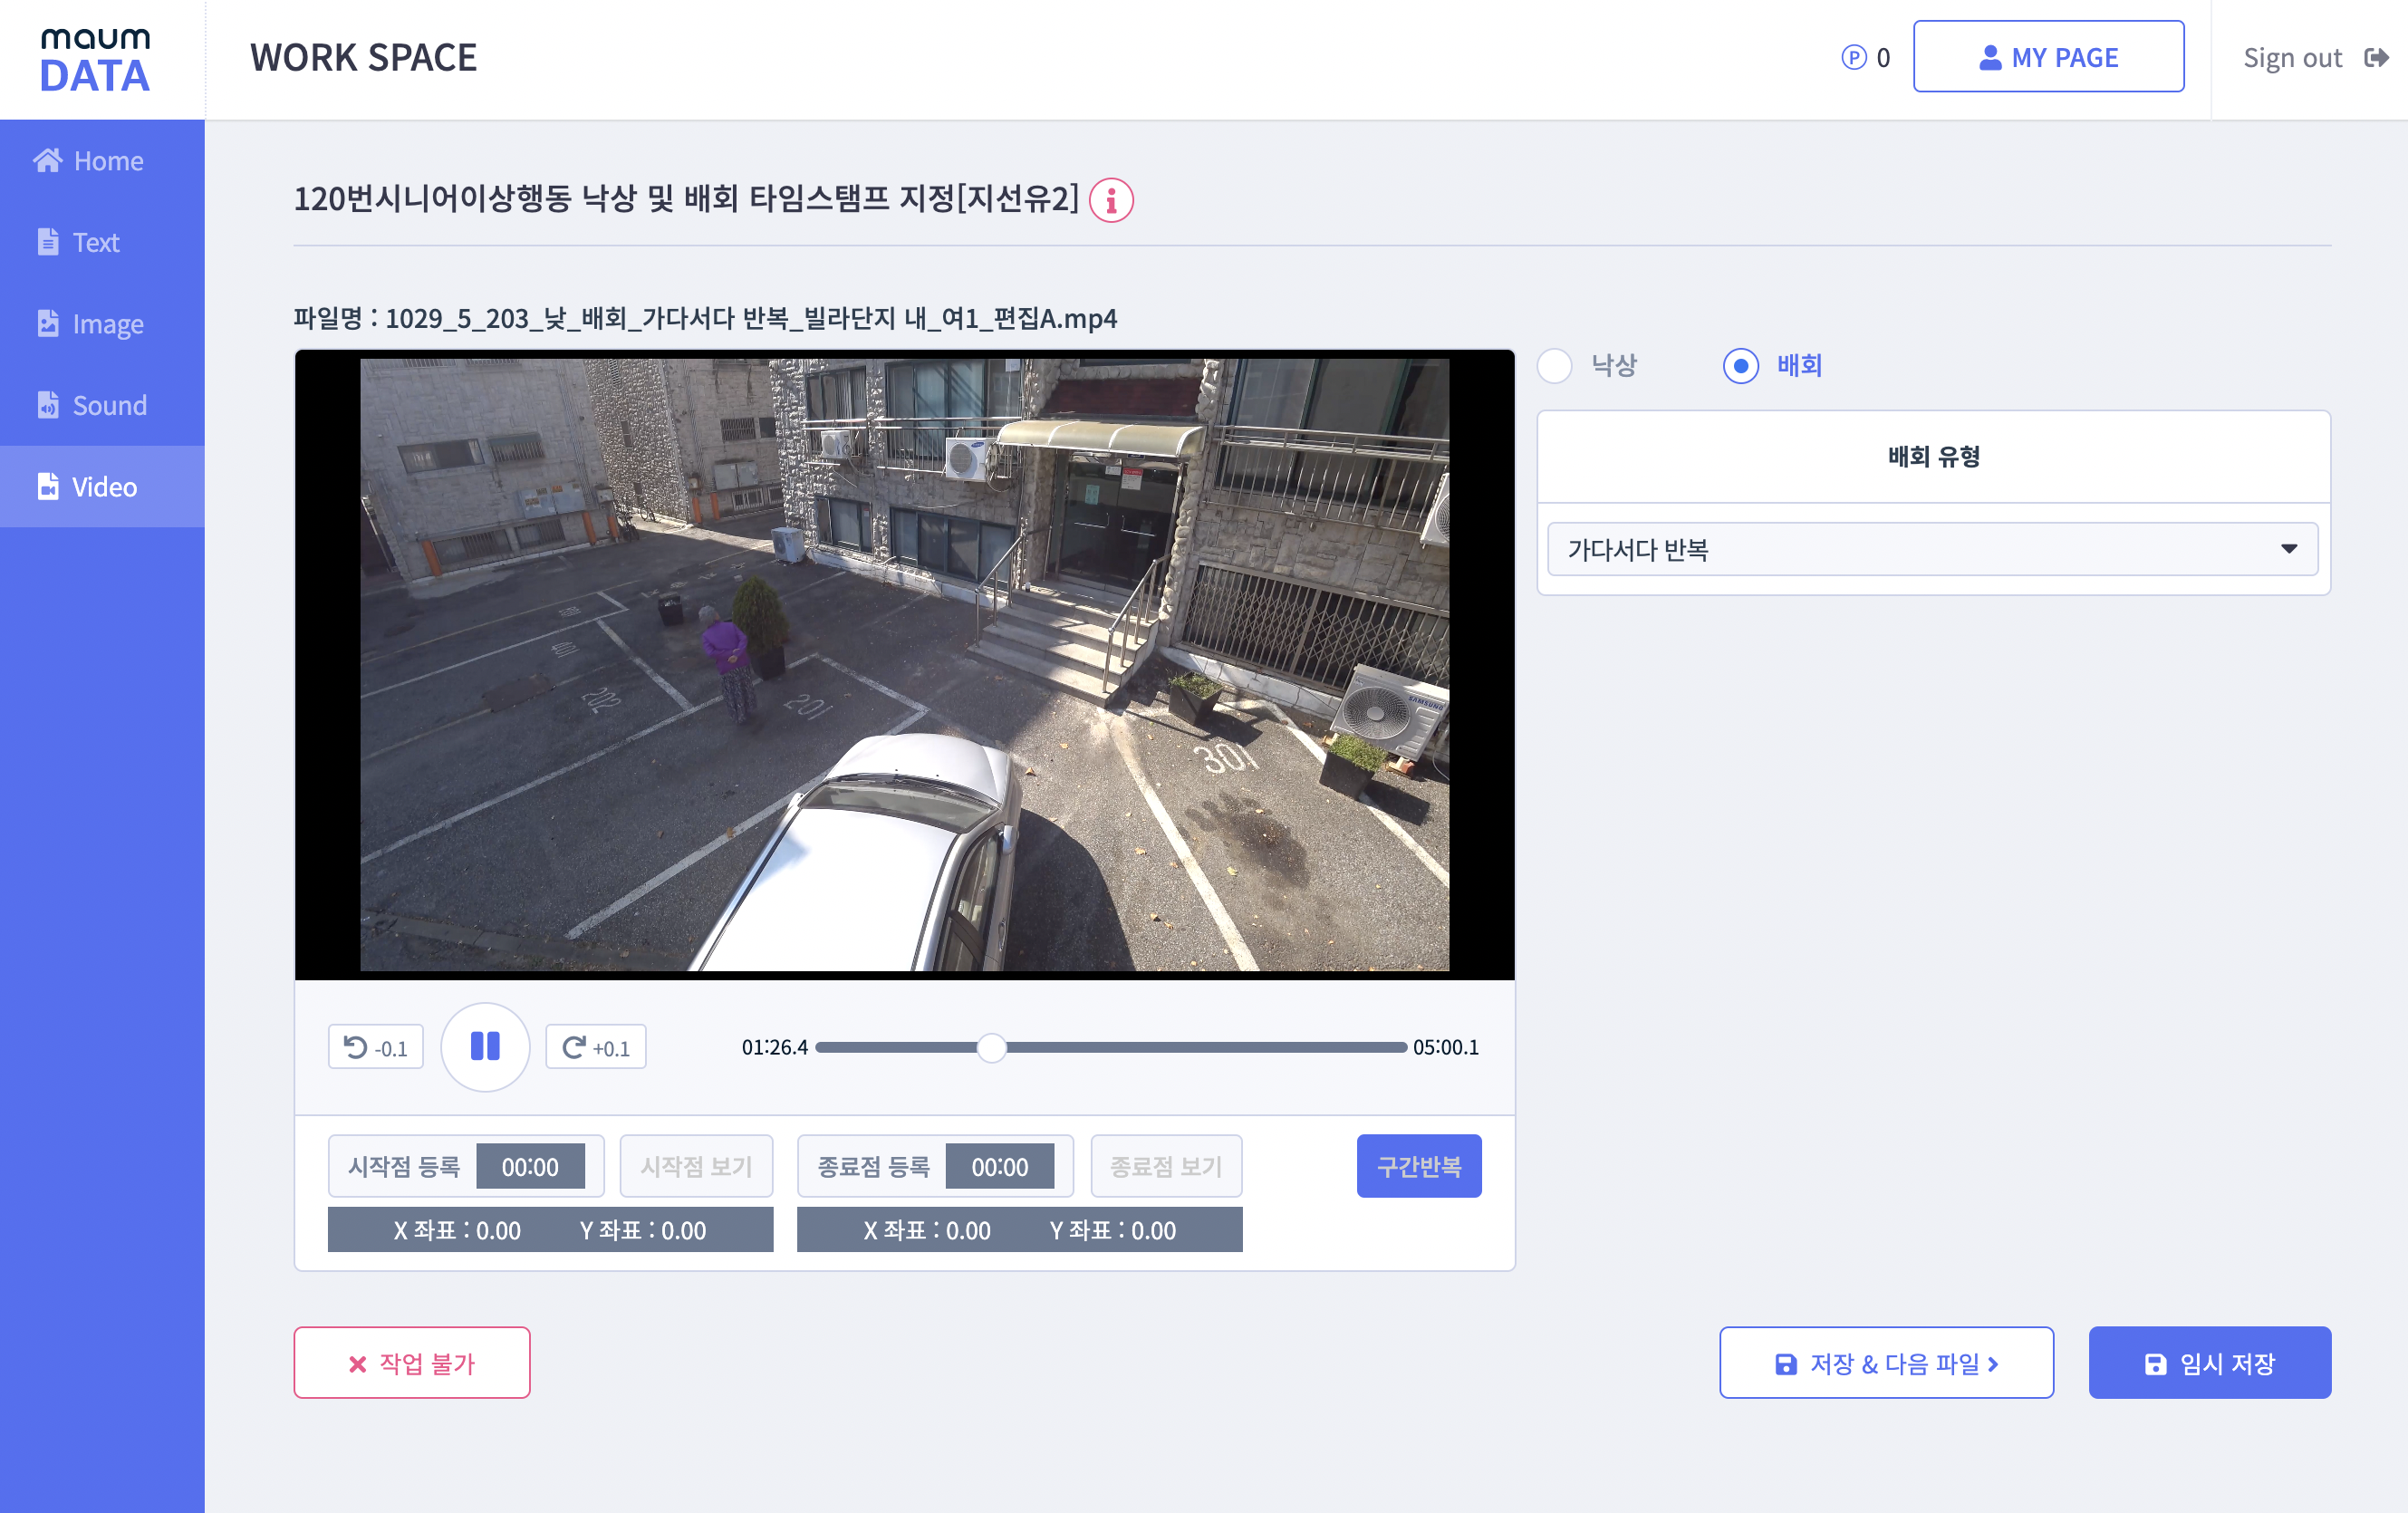 maum
DATA
WORK SPACE
P 0
MY PAGE
Sign out
Home
Text
Image
Sound
Video
120번시니어이상행동 낙상 및 배회 타임스탬프 지정[지선유2]
파일명 : 1029_5_203_낮_배회_가다서다 반복_빌라단지 내_여1_편집A.mp4
낙상
배회
배회 유형
가다서다 반복
401
202
201
301
SAMSUNG
-0.1
+0.1
01:26.4
05:00.1
시작점 등록 00:00
시작점 보기
종료점 등록 00:00
종료점 보기
구간반복
X 좌표 : 0.00 Y 좌표 : 0.00
X 좌표 : 0.00 Y 좌표 : 0.00
작업 불가
저장 & 다음 파일
임시 저장